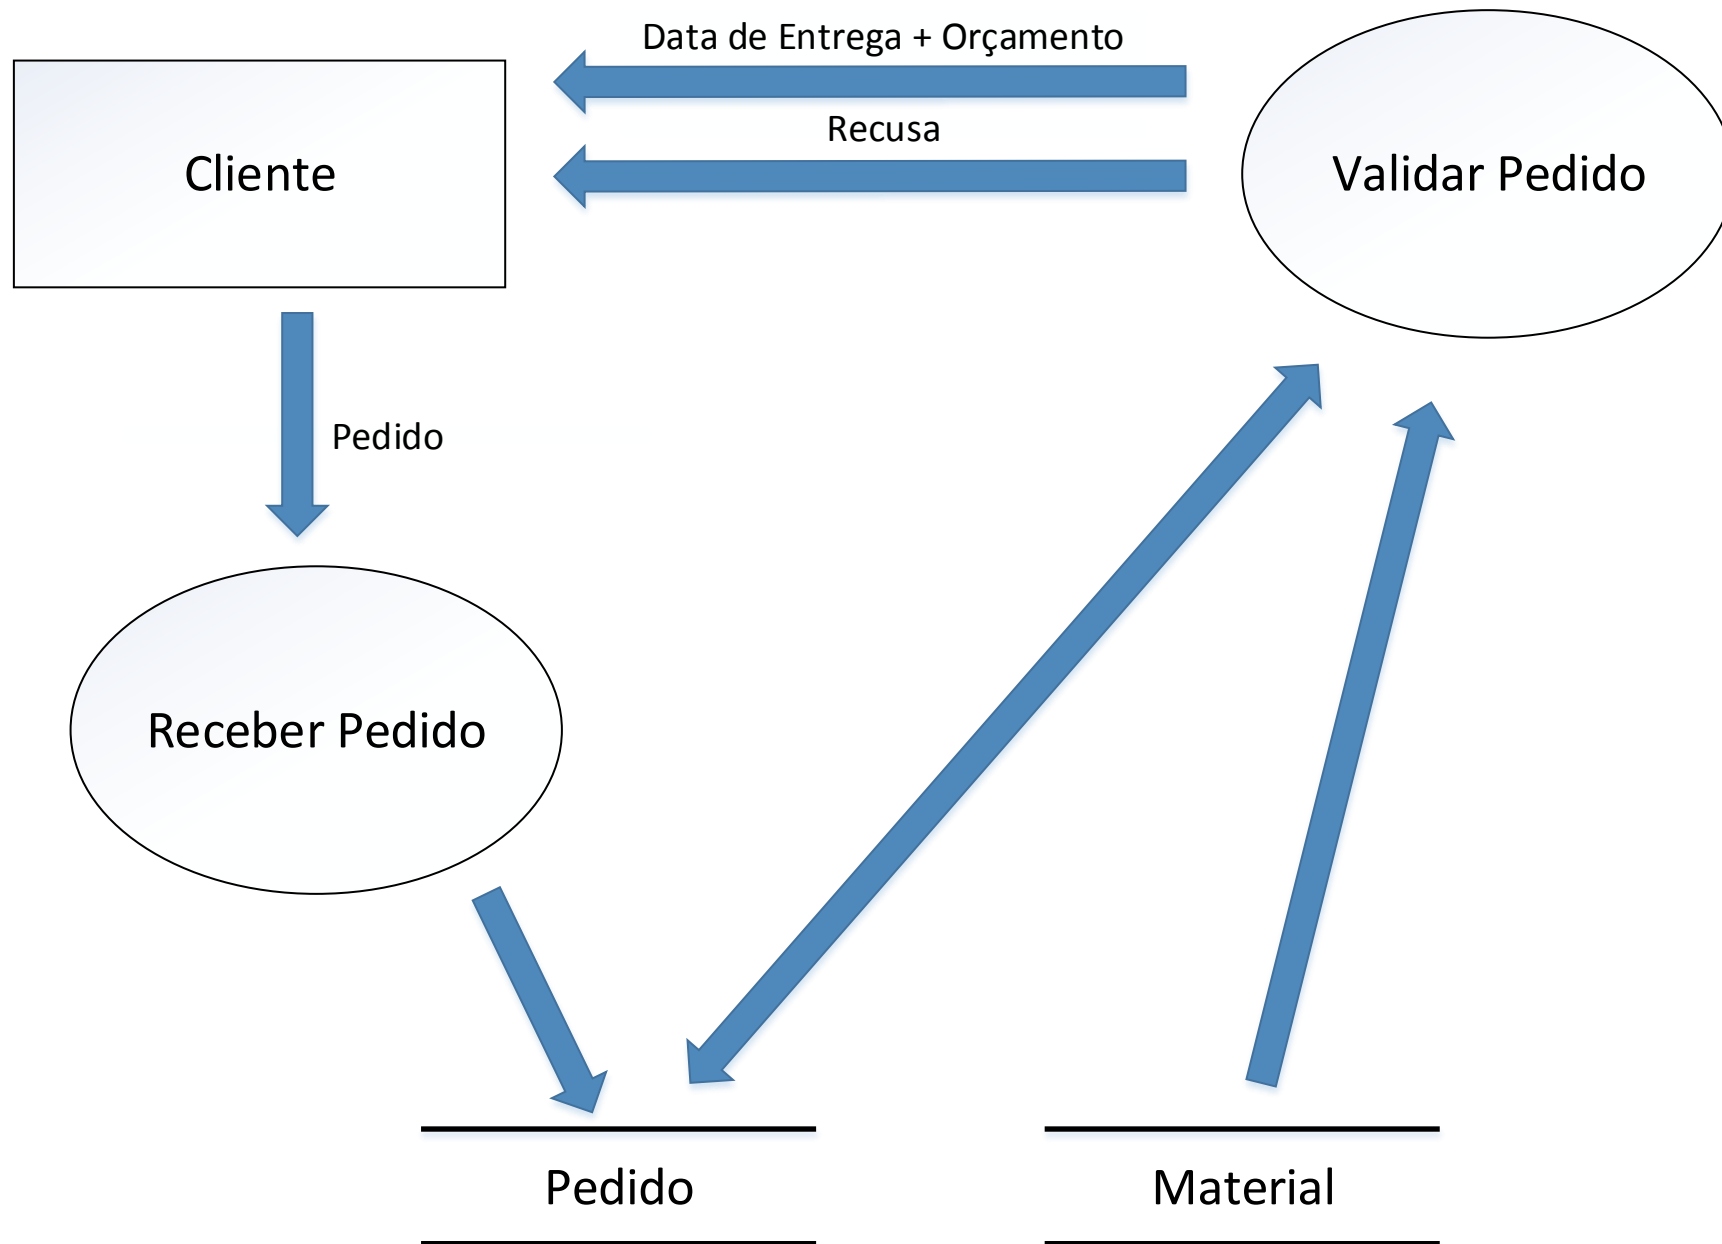 Data de Entrega + Orçamento
Recusa
Cliente
Validar Pedido
Pedido
Receber Pedido
Pedido
Material